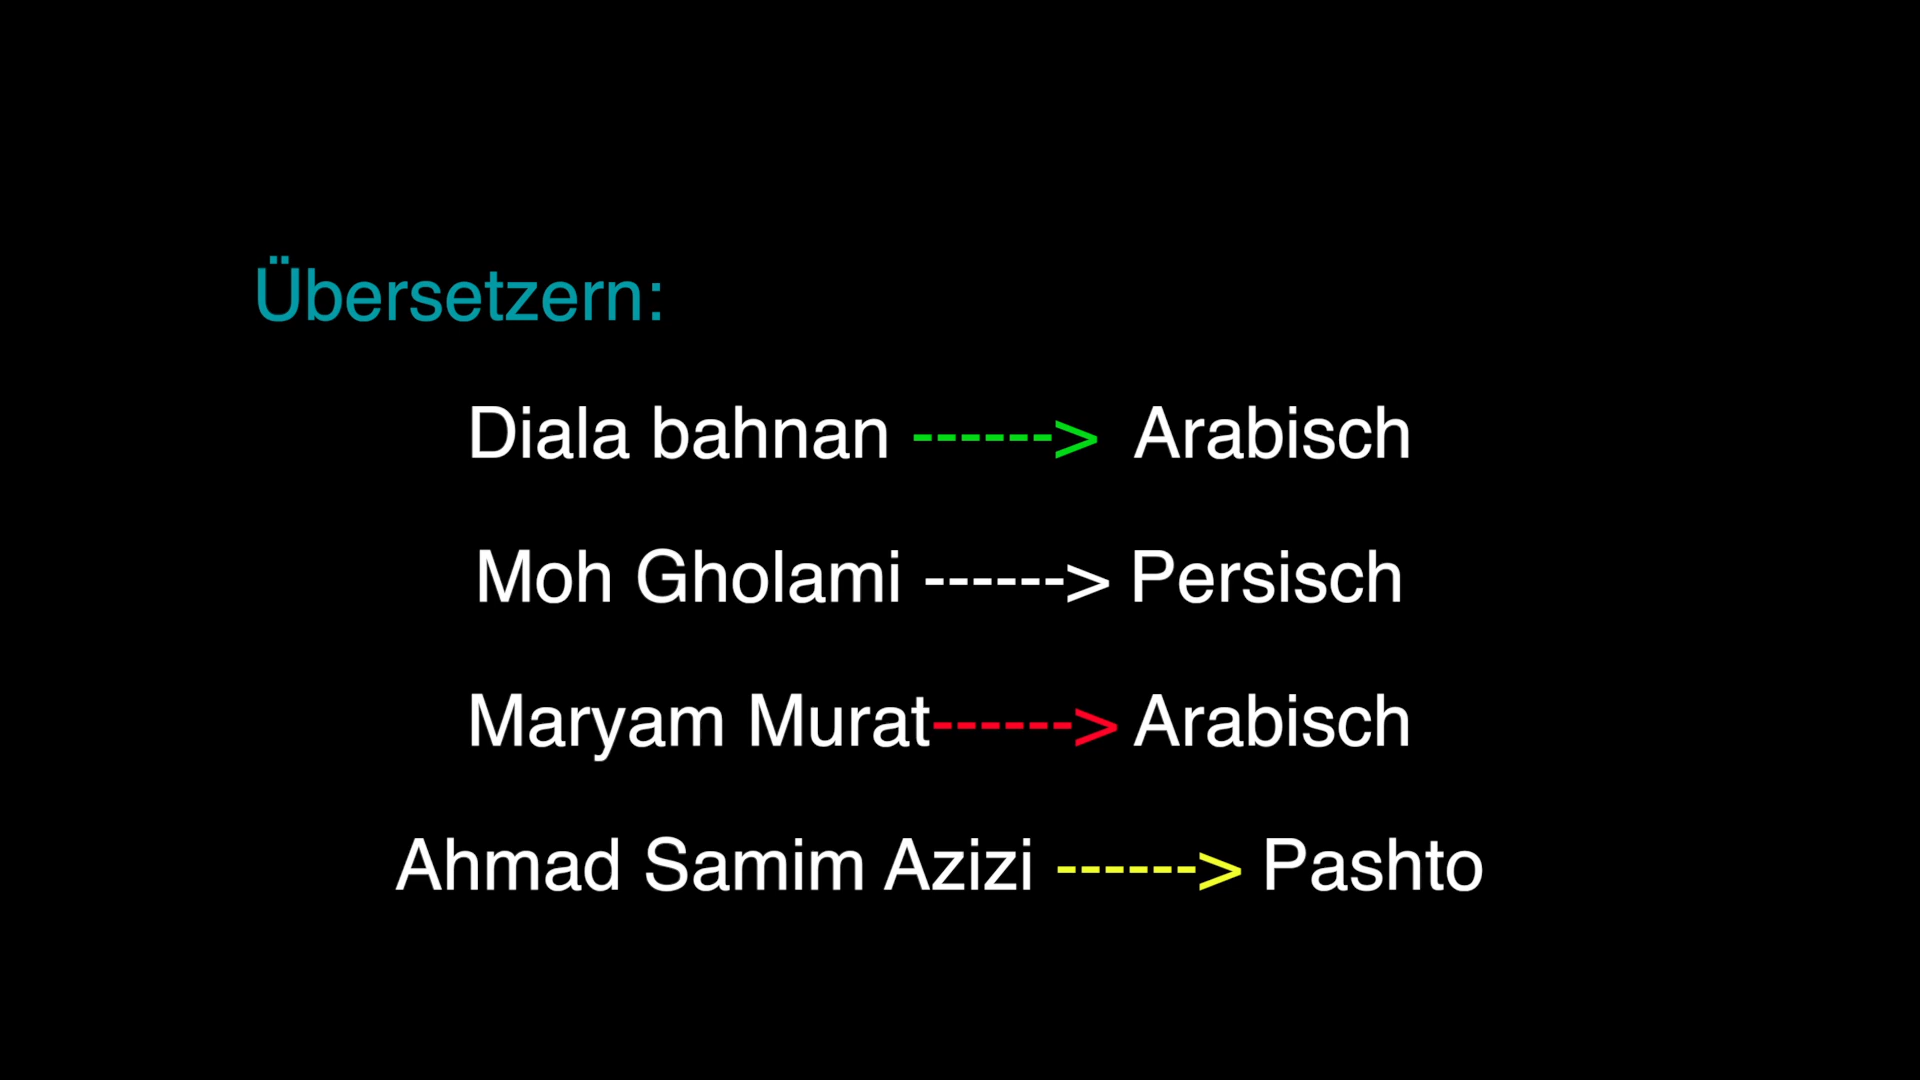 Übersetzern:
Diala bahnan ------> Arabisch
Moh Gholami ------> Persisch
Maryam Murat------> Arabisch
Ahmad Samim Azizi ------> Pashto